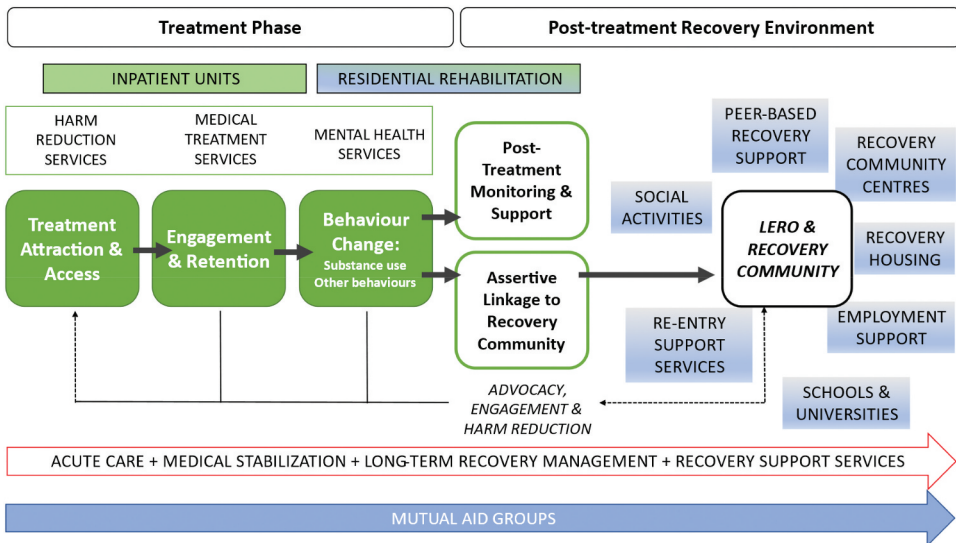 Treatment Phase
Post-treatment Recovery Environment
INPATIENT UNITS
RESIDENTIAL REHABILITATION
HARM
REDUCTION
SERVICES
MEDICAL
TREATMENT
SERVICES
MENTAL HEALTH
SERVICES
Treatment
Attraction &
Access
Engagement
& Retention
Behaviour
Change:
Substance use
Other behaviours
Post-
Treatment
Monitoring &
Support
Assertive
Linkage to
Recovery
Community
SOCIAL
ACTIVITIES
PEER-BASED
RECOVERY
SUPPORT
RECOVERY
COMMUNITY
CENTRES
LERO &
RECOVERY
COMMUNITY
RECOVERY
HOUSING
EMPLOYMENT
SUPPORT
RE-ENTRY
SUPPORT
SERVICES
SCHOOLS &
UNIVERSITIES
ADVOCACY,
ENGAGEMENT &
HARM REDUCTION
ACUTE CARE + MEDICAL STABILIZATION + LONG-TERM RECOVERY MANAGEMENT + RECOVERY SUPPORT SERVICES
MUTUAL AID GROUPS